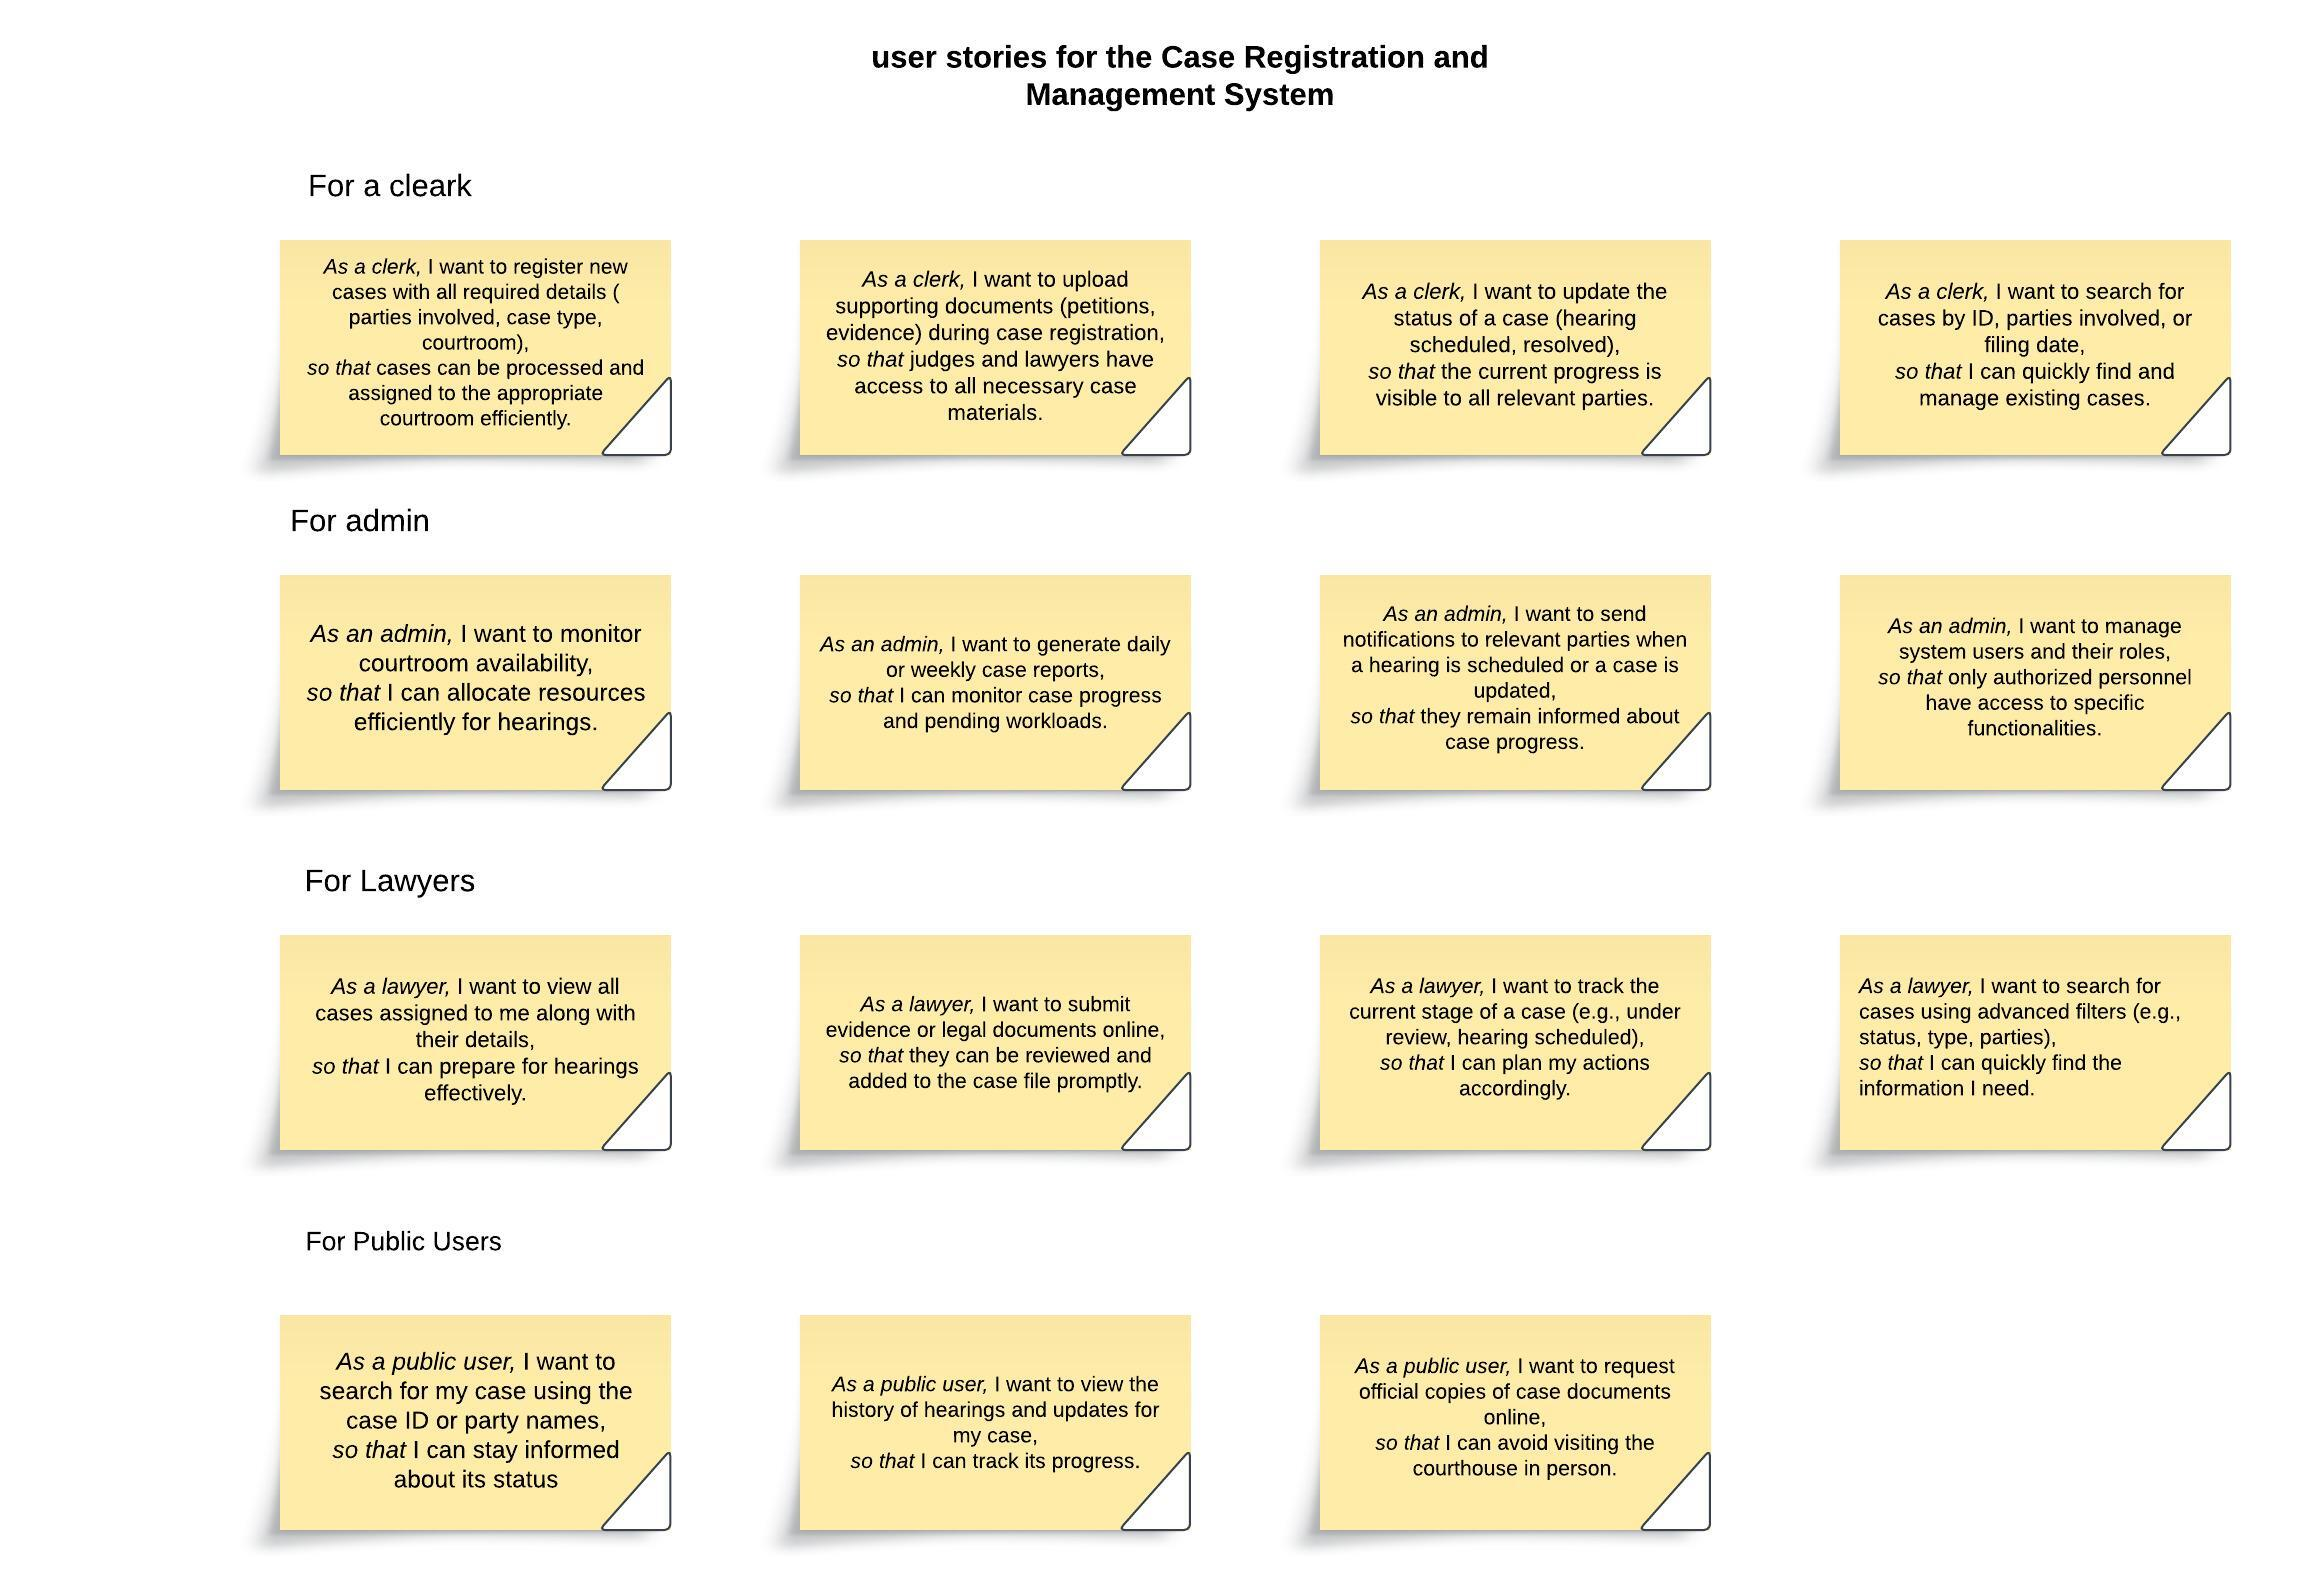 user stories for the Case Registration and
Management System
For a cleark
As a clerk, I want to register new
cases with all required details (
parties involved, case type,
courtroom),
so that cases can be processed and
assigned to the appropriate
courtroom efficiently.
As a clerk, I want to upload
supporting documents (petitions,
evidence) during case registration,
so that judges and lawyers have
access to all necessary case
materials.
As a clerk, I want to update the
status of a case (hearing
scheduled, resolved),
so that the current progress is
visible to all relevant parties.
As a clerk, I want to search for
cases by ID, parties involved, or
filing date,
so that I can quickly find and
manage existing cases.
For admin
As an admin, I want to monitor
courtroom availability,
so that I can allocate resources
efficiently for hearings.
As an admin, I want to generate daily
or weekly case reports,
so that I can monitor case progress
and pending workloads.
As an admin, I want to send
notifications to relevant parties when
a hearing is scheduled or a case is
updated,
so that they remain informed about
case progress.
As an admin, I want to manage
system users and their roles,
so that only authorized personnel
have access to specific
functionalities.
For Lawyers
As a lawyer, I want to view all
cases assigned to me along with
their details,
so that I can prepare for hearings
effectively.
As a lawyer, I want to submit
evidence or legal documents online,
so that they can be reviewed and
added to the case file promptly.
As a lawyer, I want to track the
current stage of a case (e.g., under
review, hearing scheduled),
so that I can plan my actions
accordingly.
As a lawyer, I want to search for
cases using advanced filters (e.g.,
status, type, parties),
so that I can quickly find the
information I need.
For Public Users
As a public user, I want to
search for my case using the
case ID or party names,
so that I can stay informed
about its status
As a public user, I want to view the
history of hearings and updates for
my case,
so that I can track its progress.
As a public user, I want to request
official copies of case documents
online,
so that I can avoid visiting the
courthouse in person.